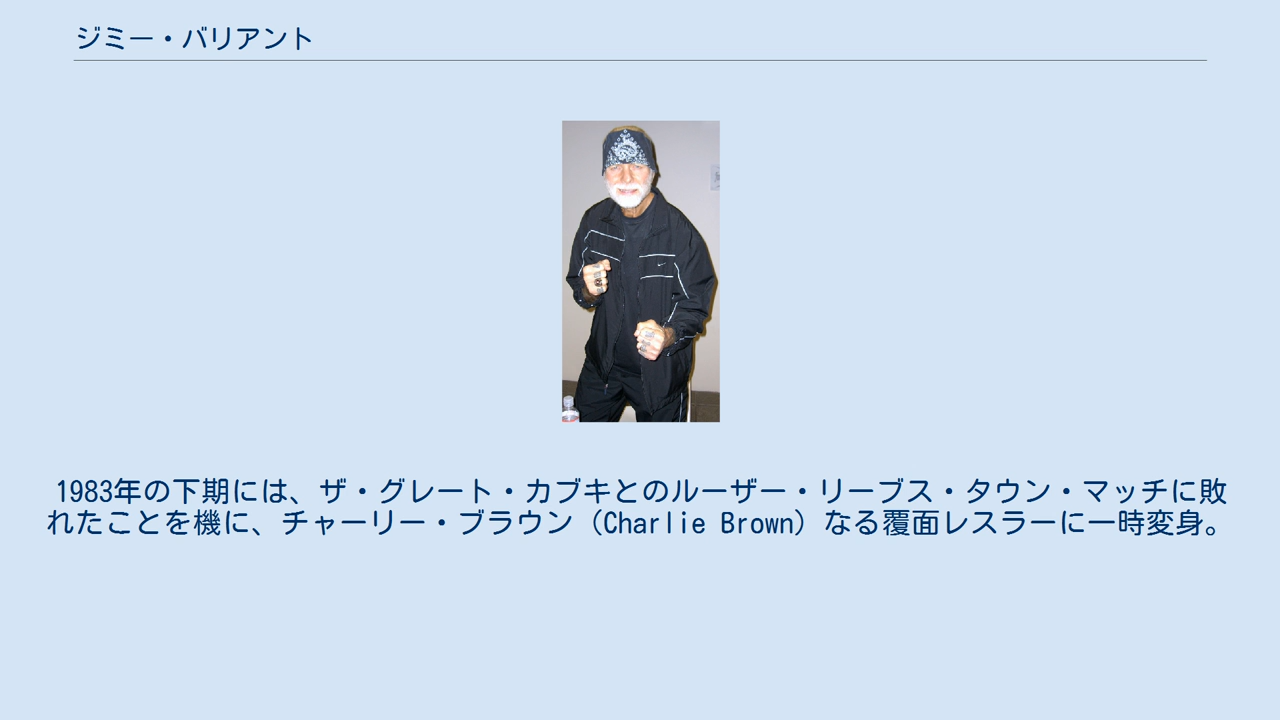 ジミー・バリアント
1983年の下期には、ザ・グレート・カブキとのルーザー・リーブス・タウン・マッチに敗
れたことを機に、チャーリー・ブラウン（Charlie Brown）なる覆面レスラーに一時変身。